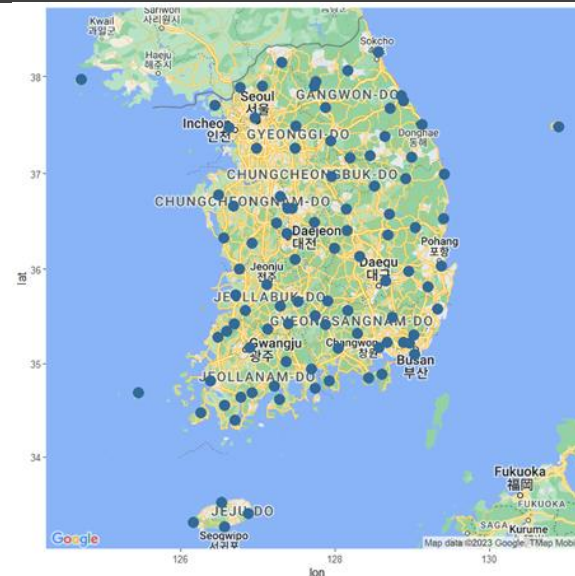 Sariwon
사리원시
Kwail
과일군
Haeju
해주시
Sokcho
38
Seoul
서울
GANGWON-DO
Incheon
인천
GYEONGGI-DO
Donghae
동해
37
CHUNGCHEONGBUK-DO
CHUNGCHEONGNAM-DO
Daejeon
대전
Pohang
포항
Daegu
대구
lat
36
Jeonju
전주
JEOLLABUK-DO
GYEONGSANGNAM-DO
Gwangju
광주
Changwon
창원
Busan
부산
35
JEOLLANAM-DO
34
Fukuoka
福岡
FUKUOKA
JEJU-DO
SAGA
Kurume
Seogwipo
서귀포
Google
Map data ©2023 Google, TMap Mobi
126
128
130
lon